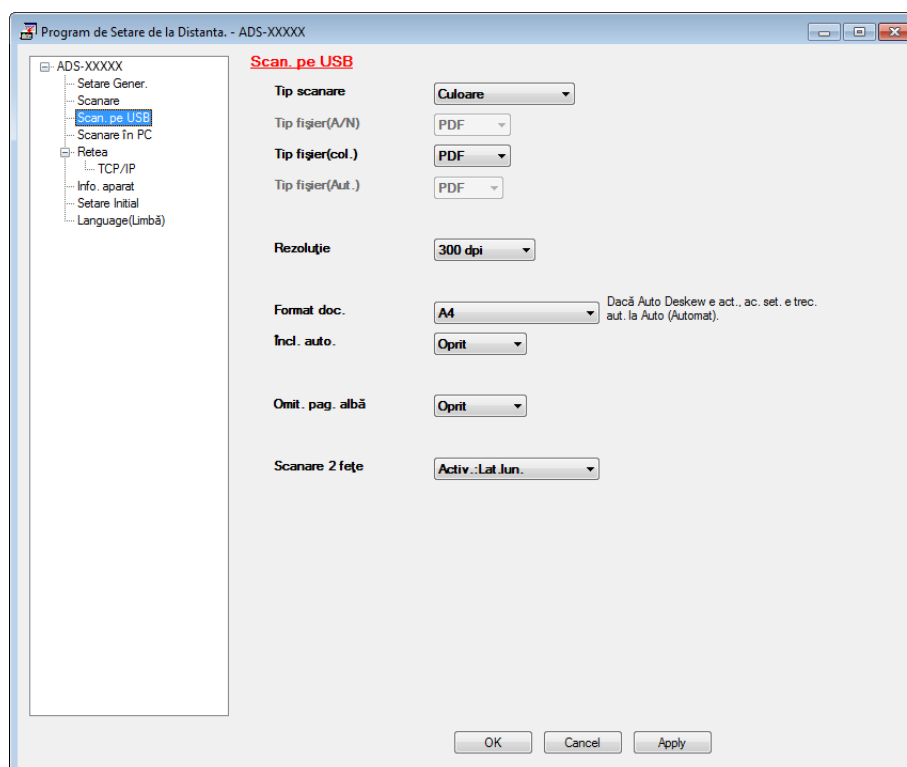 Program de Setare de la Distanta. - ADS-XXXXX
ADS-XXXXX
Setare Gener.
Scanare
Scan. pe USB
Scanare în PC
Retea
TCP/IP
Info. aparat
Setare Initial
Language(Limbă)
Scan. pe USB
Tip scanare Culoare
Tip fişier(A/N) PDF
Tip fişier(col.) PDF
Tip fişier(Aut.) PDF
Rezoluţie 300 dpi
Format doc. A4 Dacă Auto Deskew e act., ac. set. e trec.
aut. la Auto (Automat).
Încl. auto. Oprit
Omit. pag. albă Oprit
Scanare 2 feţe Activ.:Lat.lun.
OK Cancel Apply